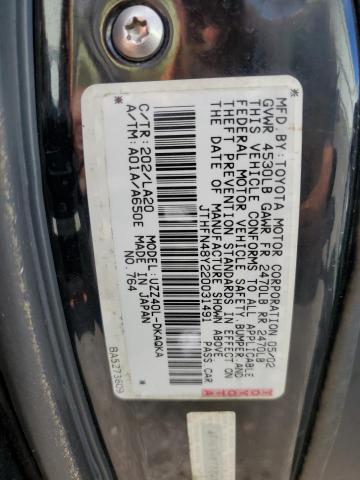 MFD.BY:TOYOTA MOTOR CORPORATION 05/02
GVWR 4530LB GAWR FR 2470LB RR 2470LB
THIS VEHICLE CONFORMS TO ALL APPLICABLE
FEDERAL MOTOR VEHICLE SAFETY, BUMPER, AND
THEFT PREVENTION STANDARDS IN EFFECT ON
THE DATE OF MANUFACTURE SHOWN ABOVE.
JTHFN48Y220031491 PASS CAR
*
C/TR: 202/LA20 UZZ40L-DKAQKA
A/TM: A01A/A650E MADE IN JAPAN
NO.764
BA5273609
TOYOTA